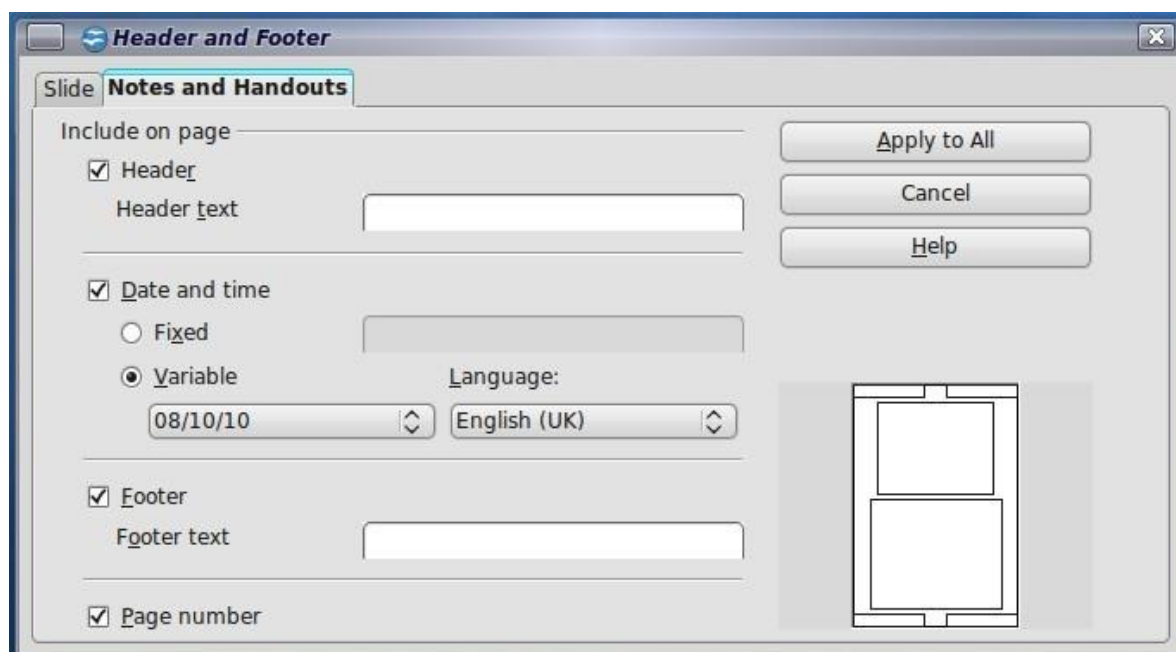 Header and Footer
Slide Notes and Handouts
Include on page
Header
Header text
Date and time
Fixed
Variable Language:
08/10/10 English (UK)
Footer
Footer text
Page number
Apply to All
Cancel
Help